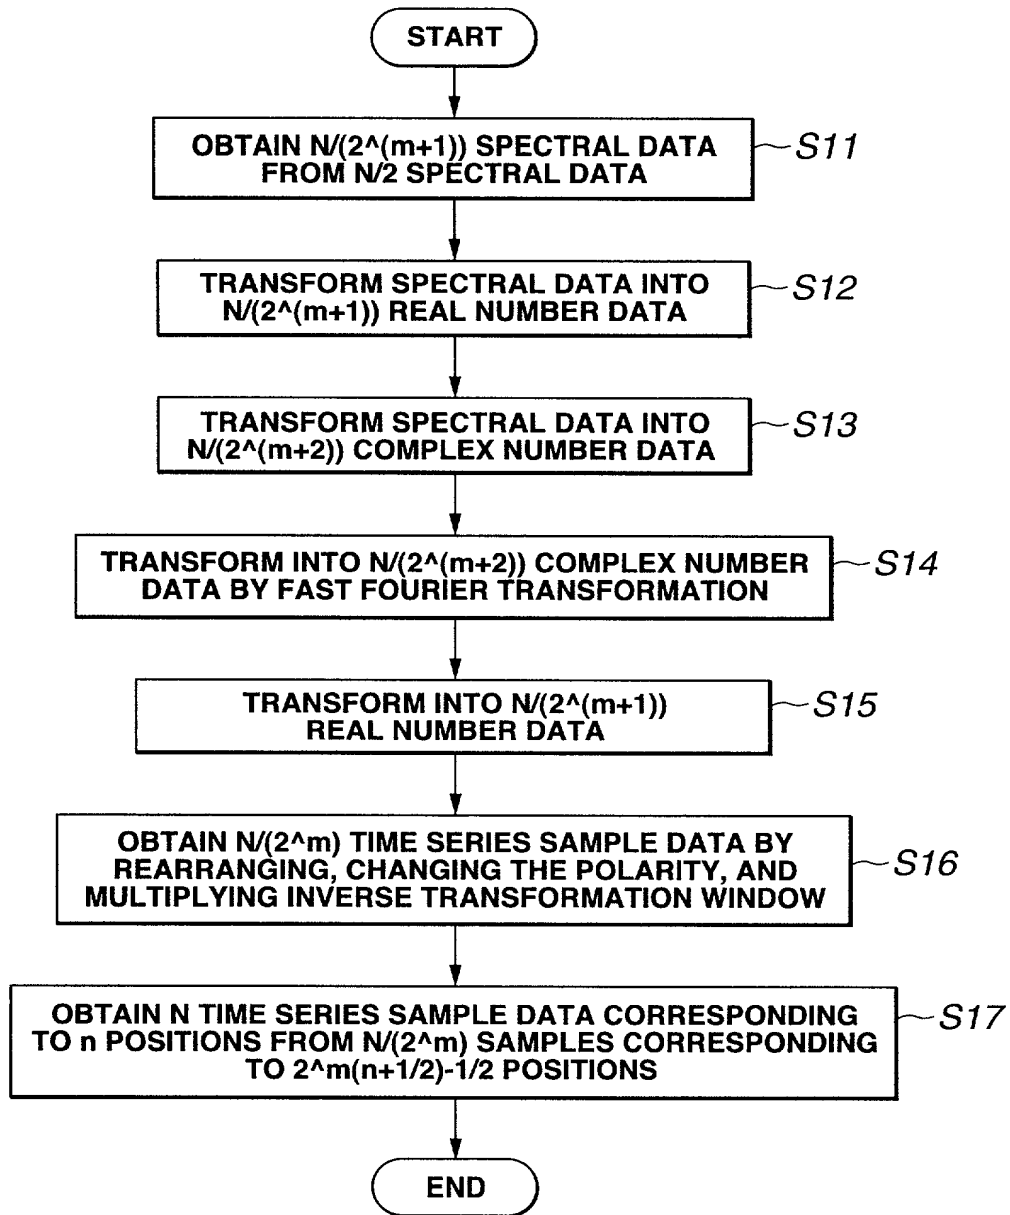 START
OBTAIN N/(2^(m+1)) SPECTRAL DATA
FROM N/2 SPECTRAL DATA
S11
TRANSFORM SPECTRAL DATA INTO
N/(2^(m+1)) REAL NUMBER DATA
S12
TRANSFORM SPECTRAL DATA INTO
N/(2^(m+2)) COMPLEX NUMBER DATA
S13
TRANSFORM INTO N/(2^(m+2)) COMPLEX NUMBER
DATA BY FAST FOURIER TRANSFORMATION
S14
TRANSFORM INTO N/(2^(m+1))
REAL NUMBER DATA
S15
OBTAIN N/(2^m) TIME SERIES SAMPLE DATA BY
REARRANGING, CHANGING THE POLARITY, AND
MULTIPLYING INVERSE TRANSFORMATION WINDOW
S16
OBTAIN N TIME SERIES SAMPLE DATA CORRESPONDING
TO n POSITIONS FROM N/(2^m) SAMPLES CORRESPONDING
TO 2^m(n+1/2)-1/2 POSITIONS
S17
END